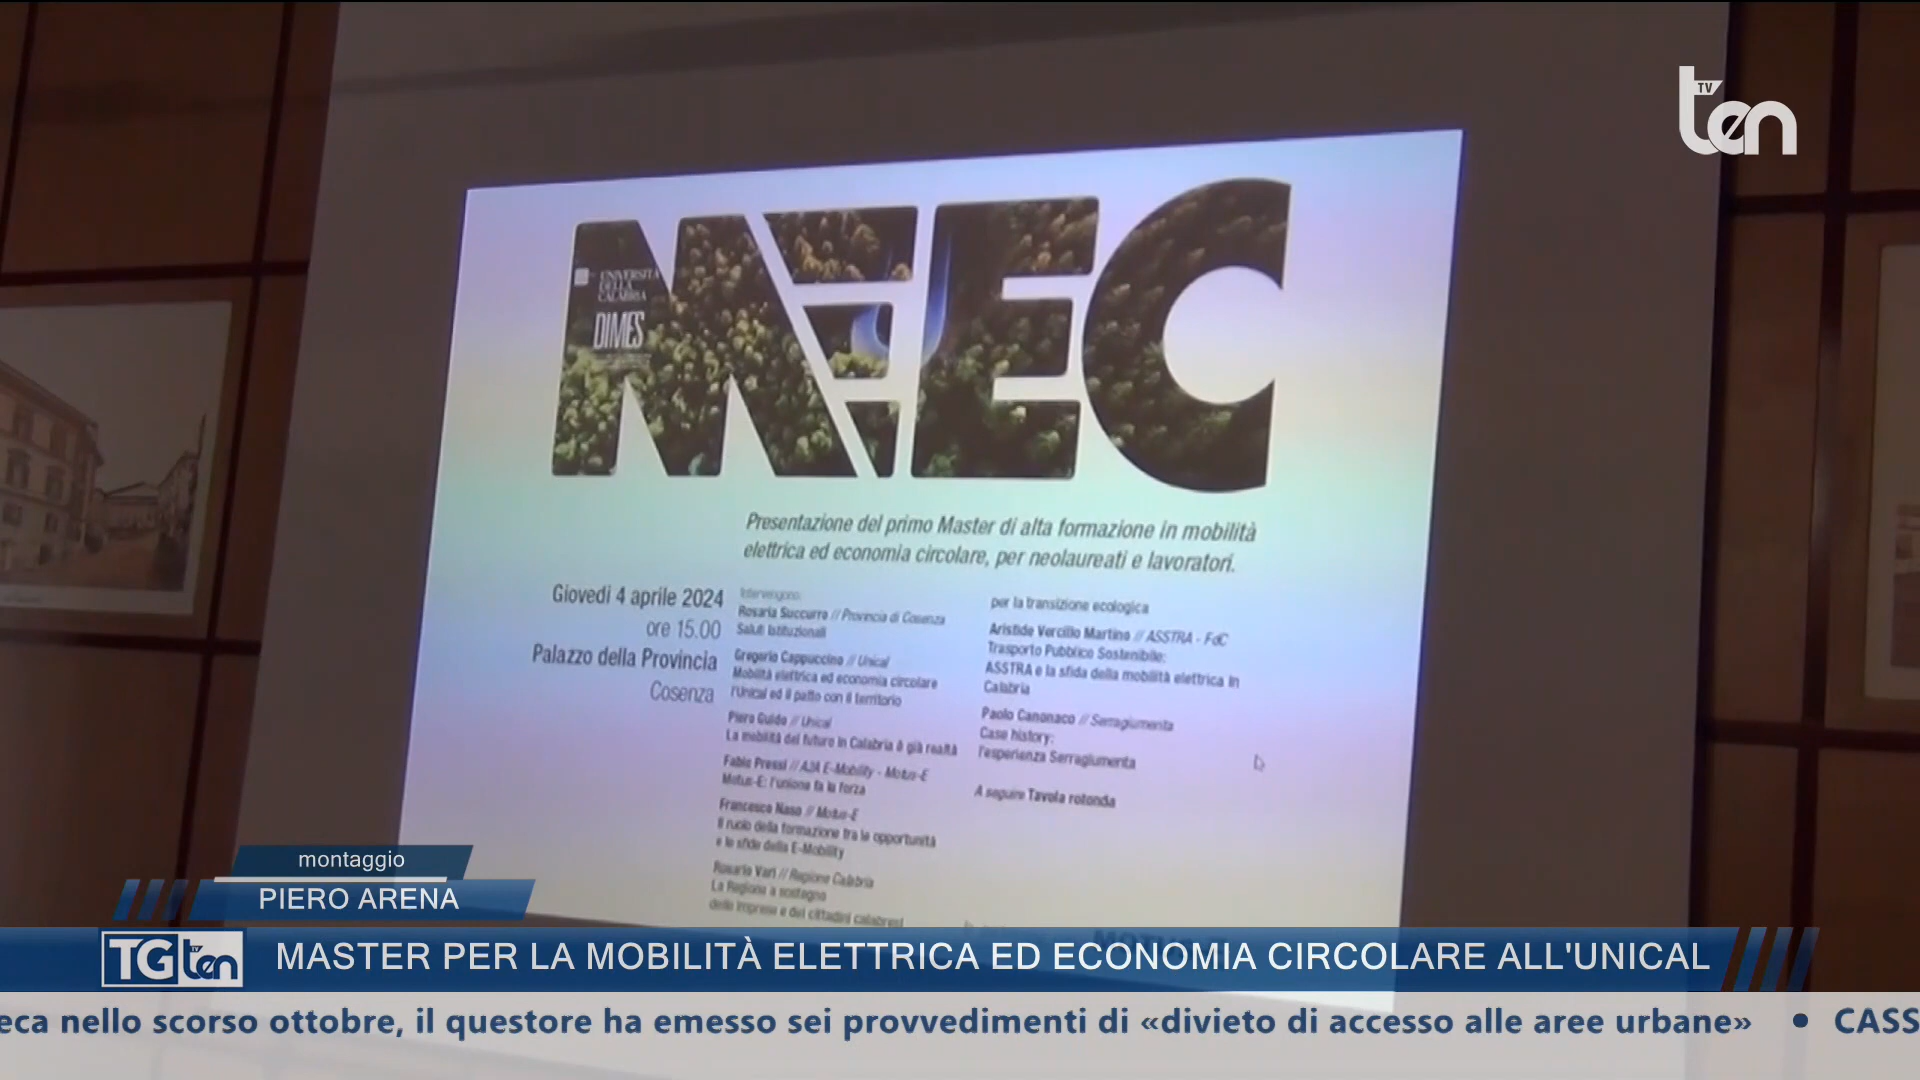 TV
ten
MEEC
UNIVERSITÀ
DELLA
CALABRIA
DIMES
Presentazione del primo Master di alta formazione in mobilità
elettrica ed economia circolare, per neolaureati e lavoratori.
Giovedì 4 aprile 2024
ore 15.00
Palazzo della Provincia
Cosenza
Intervengono:
Rosaria Succurro // Provincia di Cosenza
Saluti Istituzionali
Gregorio Cappuccino // Unical
Mobilità elettrica ed economia circolare
l'Unical ed il patto con il territorio
Piero Guido // Unical
La mobilità del futuro in Calabria è già realtà
Fabio Pressi // A2A E-Mobility - Motus-E
Motus-E: l'unione fa la forza
Francesco Naso // Motus-E
Il ruolo della formazione tra le opportunità
e le sfide della E-Mobility
Rosario Varì // Regione Calabria
La Regione a sostegno
delle imprese e dei cittadini calabresi
per la transizione ecologica
Aristide Vercillo Martino // ASSTRA - FdC
Trasporto Pubblico Sostenibile:
ASSTRA e la sfida della mobilità elettrica in
Calabria
Paolo Canonaco // Serragiumenta
Case history:
l'esperienza Serragiumenta
A seguire Tavola rotonda
montaggio
PIERO ARENA
TG ten
MASTER PER LA MOBILITÀ ELETTRICA ED ECONOMIA CIRCOLARE ALL'UNICAL
eca nello scorso ottobre, il questore ha emesso sei provvedimenti di «divieto di accesso alle aree urbane» • CASS